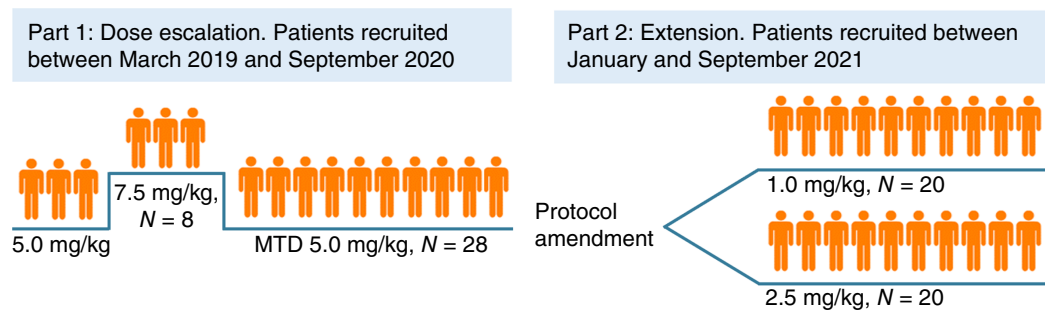 Part 1: Dose escalation. Patients recruited
between March 2019 and September 2020
7.5 mg/kg,
N = 8
5.0 mg/kg
MTD 5.0 mg/kg, N = 28
Part 2: Extension. Patients recruited between
January and September 2021
1.0 mg/kg, N = 20
Protocol
amendment
2.5 mg/kg, N = 20